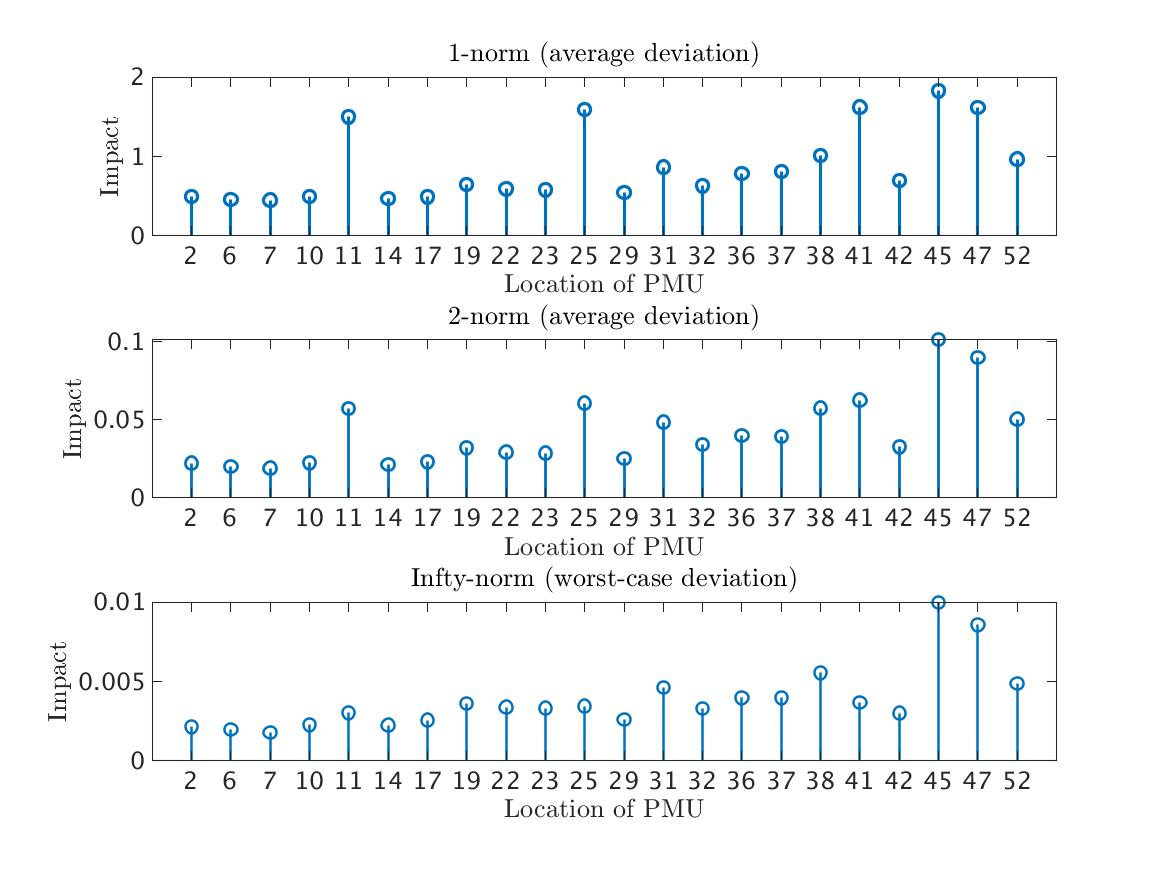 1-norm (average deviation)
2
1
0
Impact
2 6 7 10 11 14 17 19 22 23 25 29 31 32 36 37 38 41 42 45 47 52
Location of PMU
2-norm (average deviation)
0.1
0.05
0
Impact
2 6 7 10 11 14 17 19 22 23 25 29 31 32 36 37 38 41 42 45 47 52
Location of PMU
Infty-norm (worst-case deviation)
0.01
0.005
0
Impact
2 6 7 10 11 14 17 19 22 23 25 29 31 32 36 37 38 41 42 45 47 52
Location of PMU